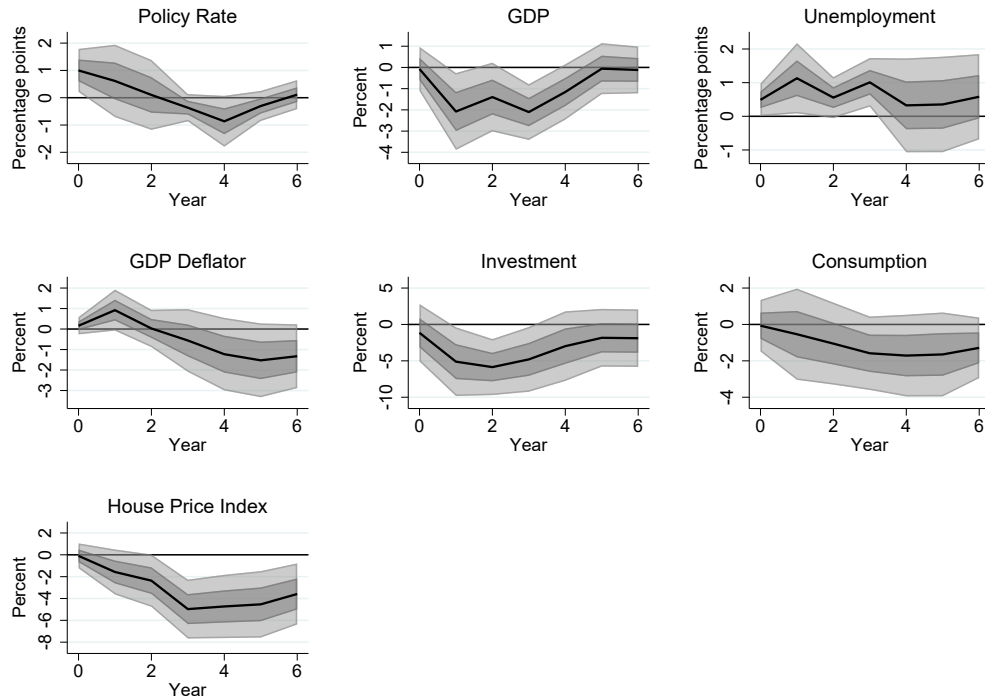 Policy Rate
Percentage points
2
1
0
-1
-2
0 2 4 6
Year
GDP
Percent
1
0
-1
-2
-3
-4
0 2 4 6
Year
Unemployment
Percentage points
2
1
0
-1
0 2 4 6
Year
GDP Deflator
Percent
2
1
0
-1
-2
-3
0 2 4 6
Year
Investment
Percent
5
0
-5
-10
0 2 4 6
Year
Consumption
Percent
2
0
-2
-4
0 2 4 6
Year
House Price Index
Percent
2
0
-2
-4
-6
-8
0 2 4 6
Year